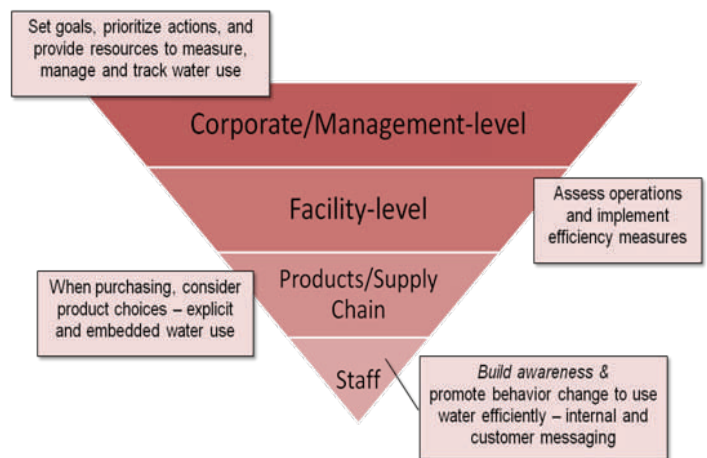 Set goals, prioritize actions, and
provide resources to measure,
manage and track water use
Corporate/Management-level
Facility-level
Assess operations
and implement
efficiency measures
Products/Supply
Chain
When purchasing, consider
product choices – explicit
and embedded water use
Staff
Build awareness &
promote behavior change to use
water efficiently – internal and
customer messaging